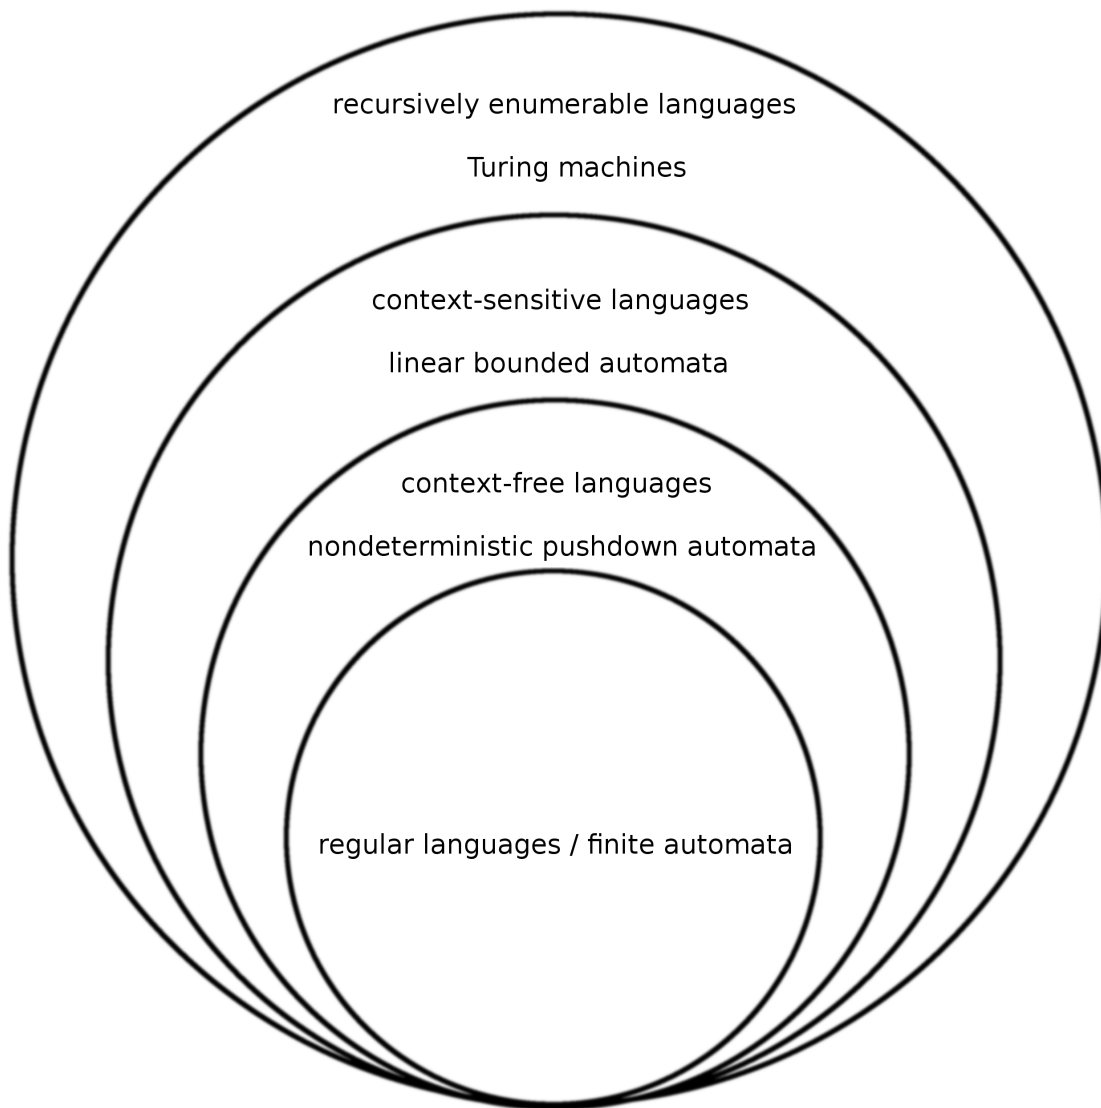 recursively enumerable languages
Turing machines
context-sensitive languages
linear bounded automata
context-free languages
nondeterministic pushdown automata
regular languages / finite automata